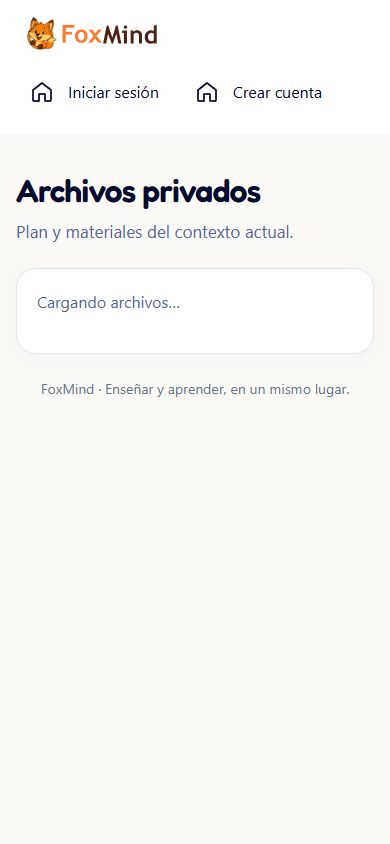 FoxMind
Iniciar sesión
Crear cuenta
Archivos privados
Plan y materiales del contexto actual.
Cargando archivos...
FoxMind · Enseñar y aprender, en un mismo lugar.